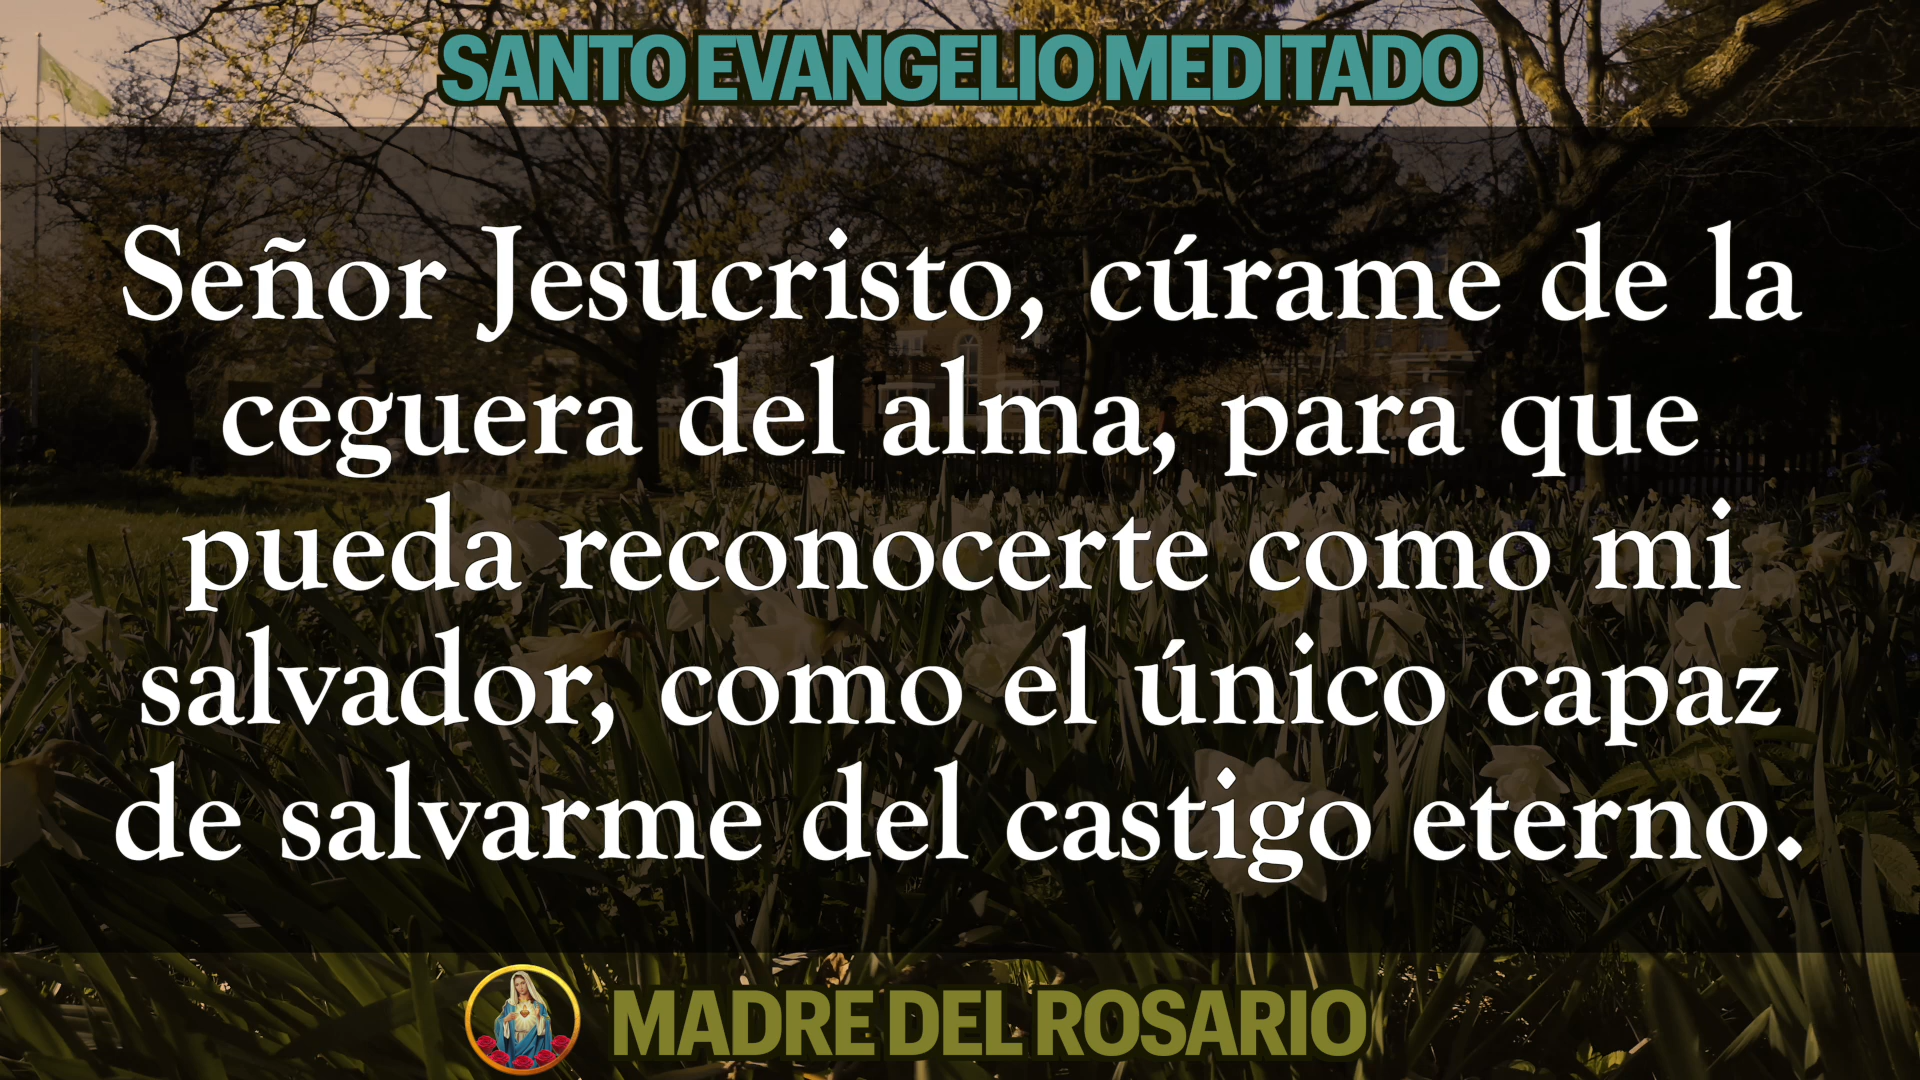 SANTO EVANGELIO MEDITADO
Señor Jesucristo, cúrame de la
ceguera del alma, para que
pueda reconocerte como mi
salvador, como el único capaz
de salvarme del castigo eterno.
MADRE DEL ROSARIO